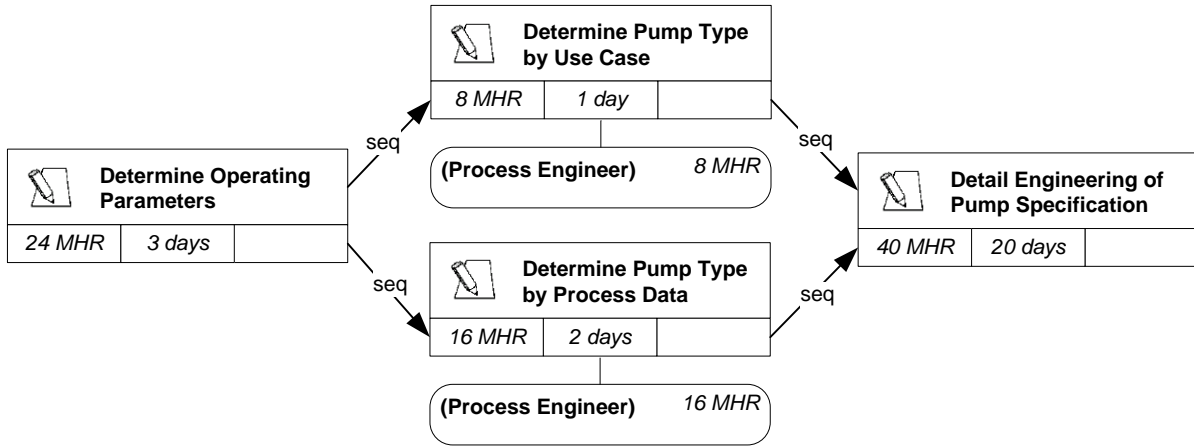 Determine Pump Type
by Use Case
8 MHR 1 day
seq
seq
(Process Engineer) 8 MHR
Determine Operating
Parameters
24 MHR 3 days
Detail Engineering of
Pump Specification
40 MHR 20 days
seq
seq
Determine Pump Type
by Process Data
16 MHR 2 days
(Process Engineer) 16 MHR